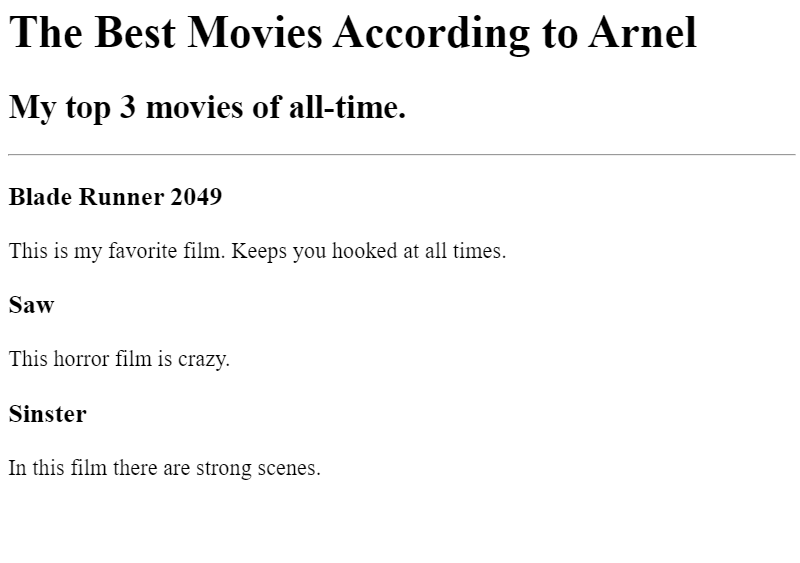 The Best Movies According to Arnel
My top 3 movies of all-time.
Blade Runner 2049
This is my favorite film. Keeps you hooked at all times.
Saw
This horror film is crazy.
Sinster
In this film there are strong scenes.